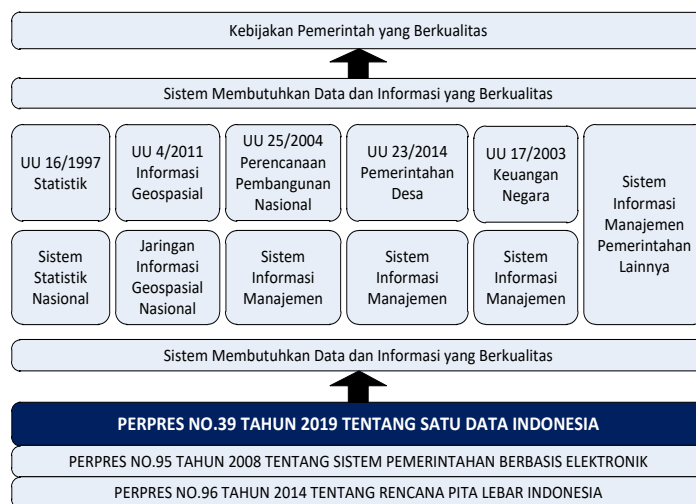 Kebijakan Pemerintah yang Berkualitas
Sistem Membutuhkan Data dan Informasi yang Berkualitas
UU 16/1997
Statistik
UU 4/2011
Informasi
Geospasial
UU 25/2004
Perencanaan
Pembangunan
Nasional
UU 23/2014
Pemerintahan
Desa
UU 17/2003
Keuangan
Negara
Sistem
Informasi
Manajemen
Pemerintahan
Lainnya
Sistem
Statistik
Nasional
Jaringan
Informasi
Geospasial
Nasional
Sistem
Informasi
Manajemen
Sistem
Informasi
Manajemen
Sistem
Informasi
Manajemen
Sistem Membutuhkan Data dan Informasi yang Berkualitas
PERPRES NO.39 TAHUN 2019 TENTANG SATU DATA INDONESIA
PERPRES NO.95 TAHUN 2008 TENTANG SISTEM PEMERINTAHAN BERBASIS ELEKTRONIK
PERPRES NO.96 TAHUN 2014 TENTANG RENCANA PITA LEBAR INDONESIA